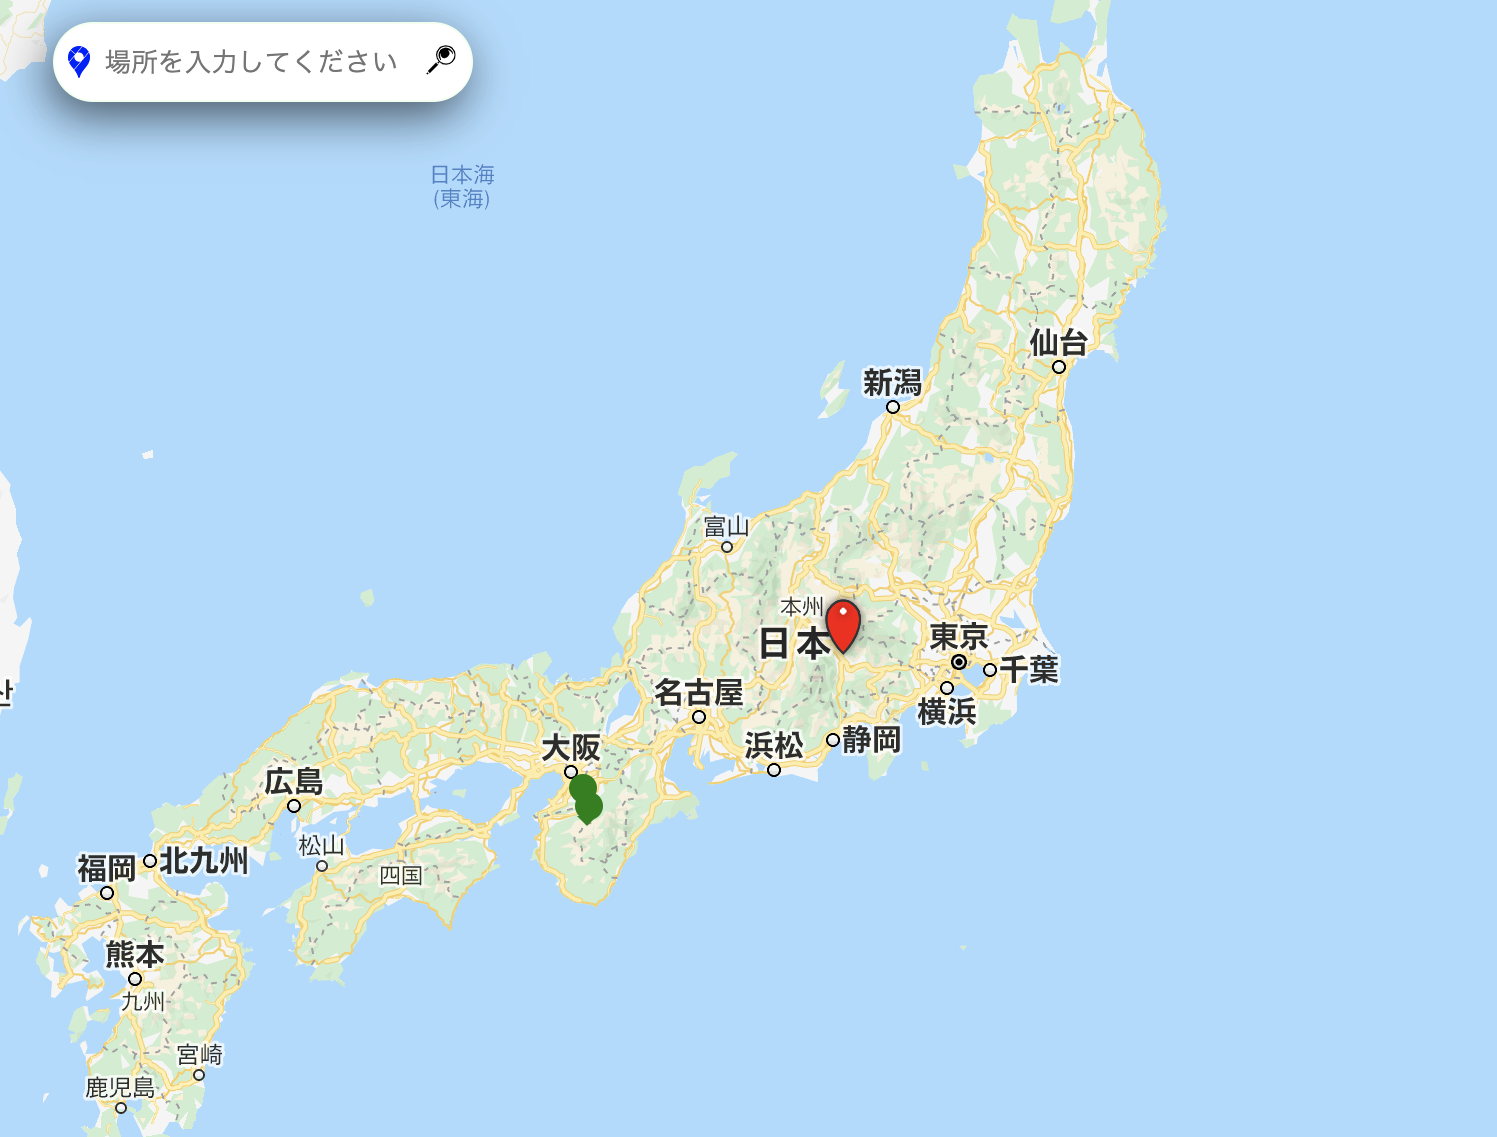 場所を入力してください
日本海
(東海)
仙台
新潟
富山
本州
日本
東京
千葉
横浜
名古屋
浜松
静岡
大阪
広島
松山
四国
北九州
福岡
熊本
九州
宮崎
鹿児島